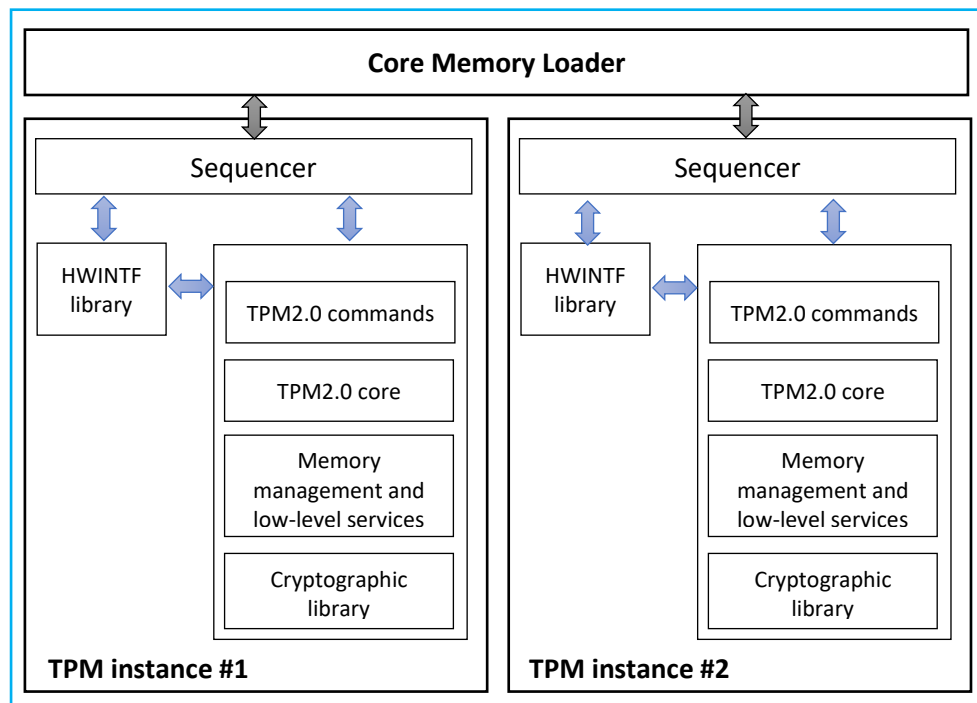 Core Memory Loader
Sequencer
HWINTF
library
TPM2.0 commands
TPM2.0 core
Memory
management and
low-level services
Cryptographic
library
TPM instance #1
Sequencer
HWINTF
library
TPM2.0 commands
TPM2.0 core
Memory
management and
low-level services
Cryptographic
library
TPM instance #2